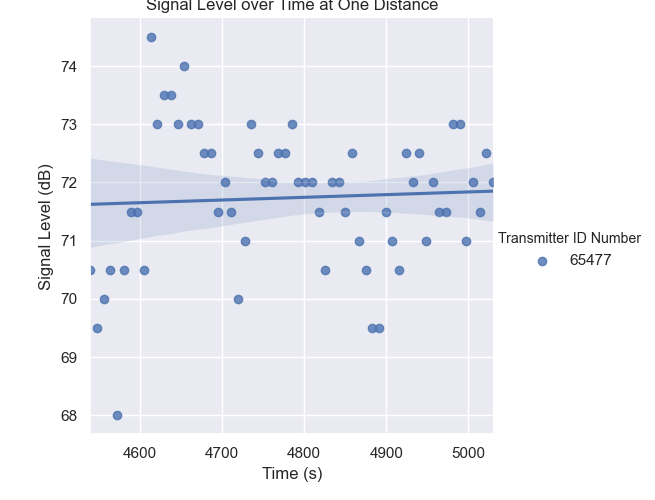 Signal Level over Time at One Distance
74
73
72
71
70
69
68
Signal Level (dB)
4600 4700 4800 4900 5000
Time (s)
Transmitter ID Number
65477